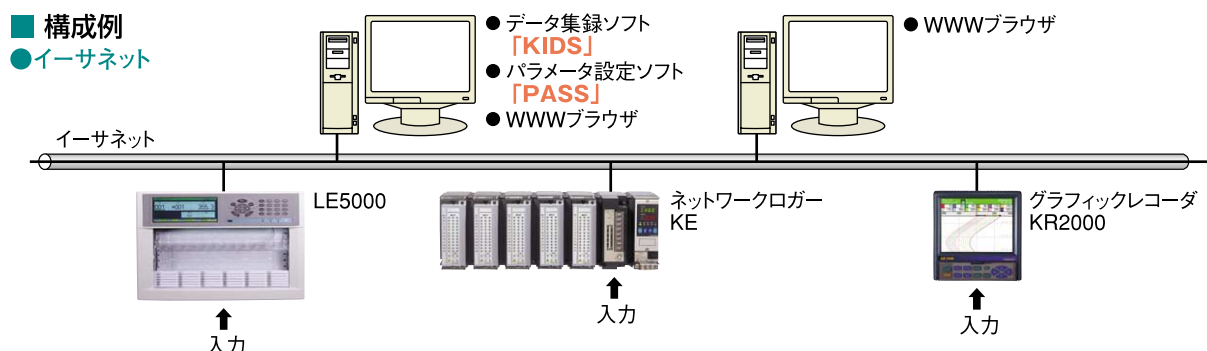 ■ 構成例
●イーサネット
● データ集録ソフト
「KIDS」
● パラメータ設定ソフト
「PASS」
● WWWブラウザ
● WWWブラウザ
イーサネット
LE5000
ネットワークロガー
KE
グラフィックレコーダ
KR2000
入力
入力
入力